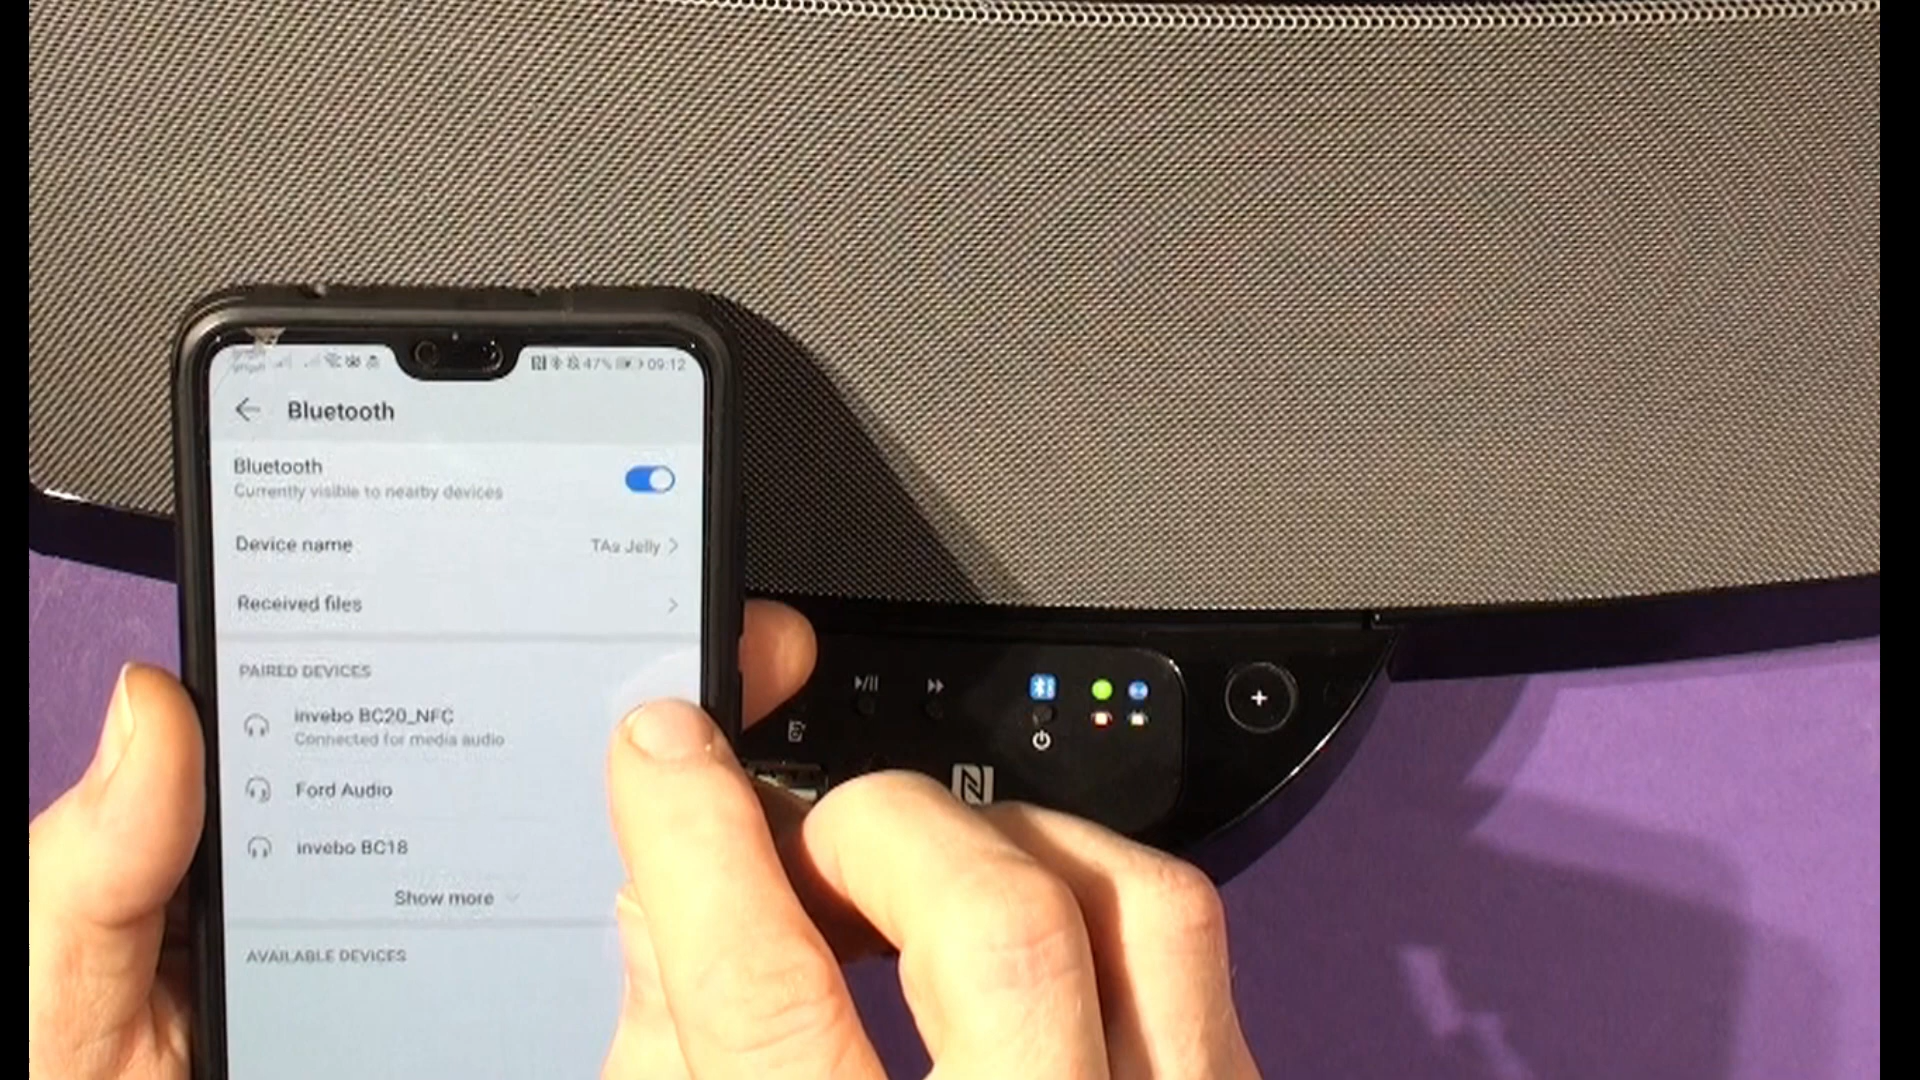 47% 09:12
Bluetooth
Bluetooth
Currently visible to nearby devices
Device name TAs Jelly
Received files
PAIRED DEVICES
invebo BC20_NFC
Connected for media audio
Ford Audio
invebo BC18
Show more
AVAILABLE DEVICES